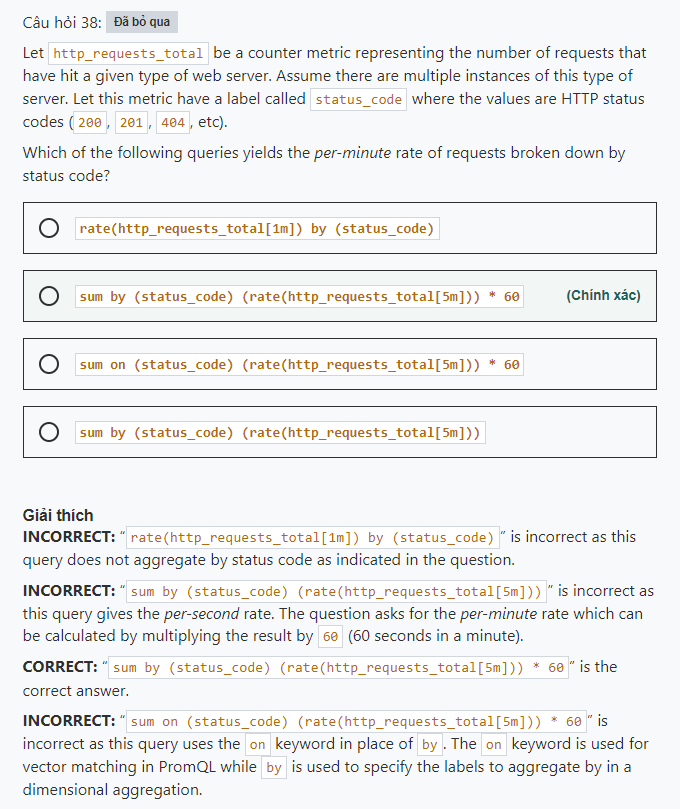 Câu hỏi 38: Đã bỏ qua
Let http_requests_total be a counter metric representing the number of requests that
have hit a given type of web server. Assume there are multiple instances of this type of
server. Let this metric have a label called status_code where the values are HTTP status
codes (200, 201, 404, etc).
Which of the following queries yields the per-minute rate of requests broken down by
status code?
rate(http_requests_total[1m]) by (status_code)
sum by (status_code) (rate(http_requests_total[5m])) * 60 (Chính xác)
sum on (status_code) (rate(http_requests_total[5m])) * 60
sum by (status_code) (rate(http_requests_total[5m]))
Giải thích
INCORRECT: “rate(http_requests_total[1m]) by (status_code)” is incorrect as this
query does not aggregate by status code as indicated in the question.
INCORRECT: “sum by (status_code) (rate(http_requests_total[5m]))” is incorrect as
this query gives the per-second rate. The question asks for the per-minute rate which can
be calculated by multiplying the result by 60 (60 seconds in a minute).
CORRECT: “sum by (status_code) (rate(http_requests_total[5m])) * 60” is the
correct answer.
INCORRECT: “sum on (status_code) (rate(http_requests_total[5m])) * 60” is
incorrect as this query uses the on keyword in place of by. The on keyword is used for
vector matching in PromQL while by is used to specify the labels to aggregate by in a
dimensional aggregation.